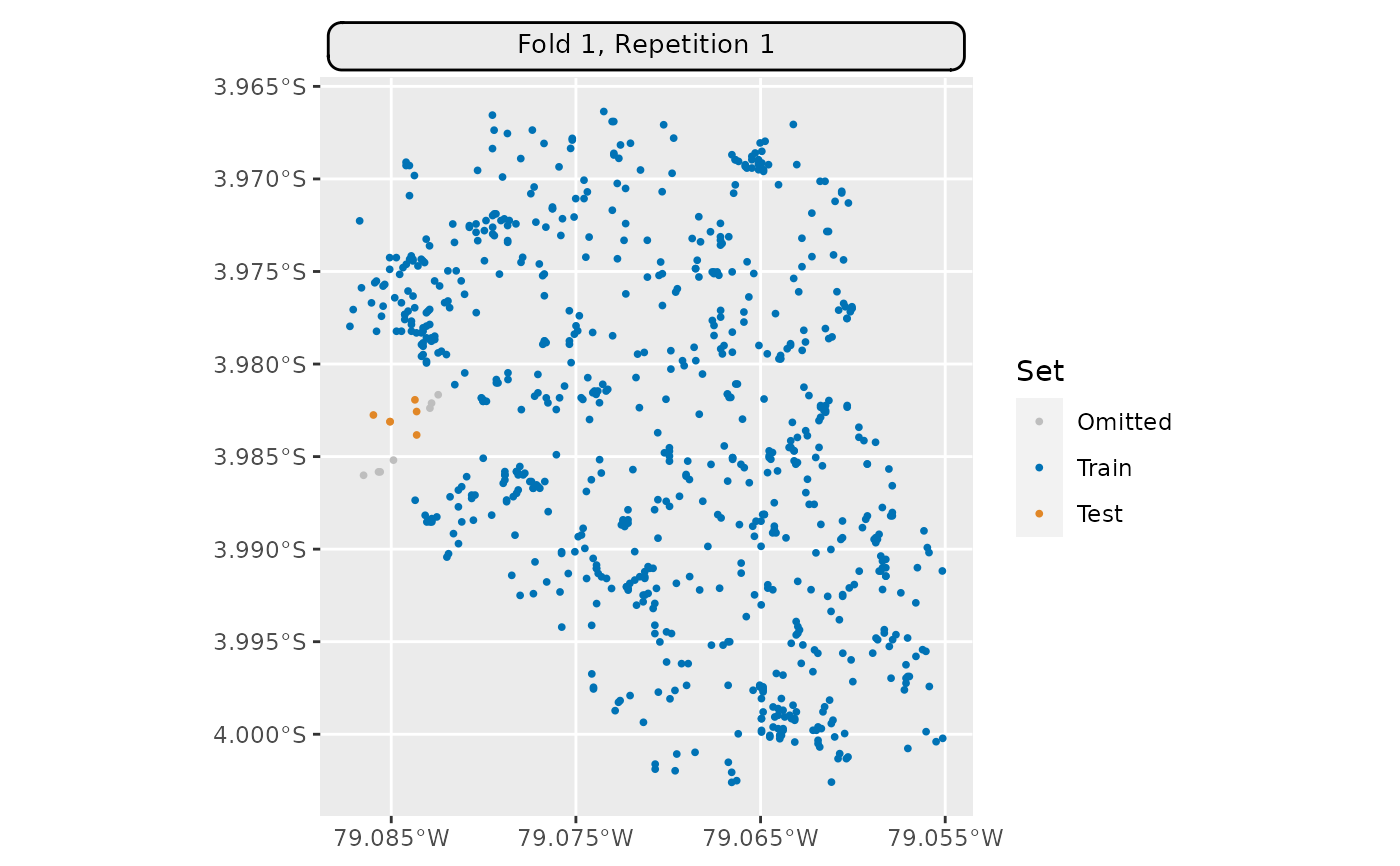 Fold 1, Repetition 1
3.965°S
3.970°S
3.975°S
3.980°S
3.985°S
3.990°S
3.995°S
4.000°S
79.085°W 79.075°W 79.065°W 79.055°W
Set
Omitted
Train
Test